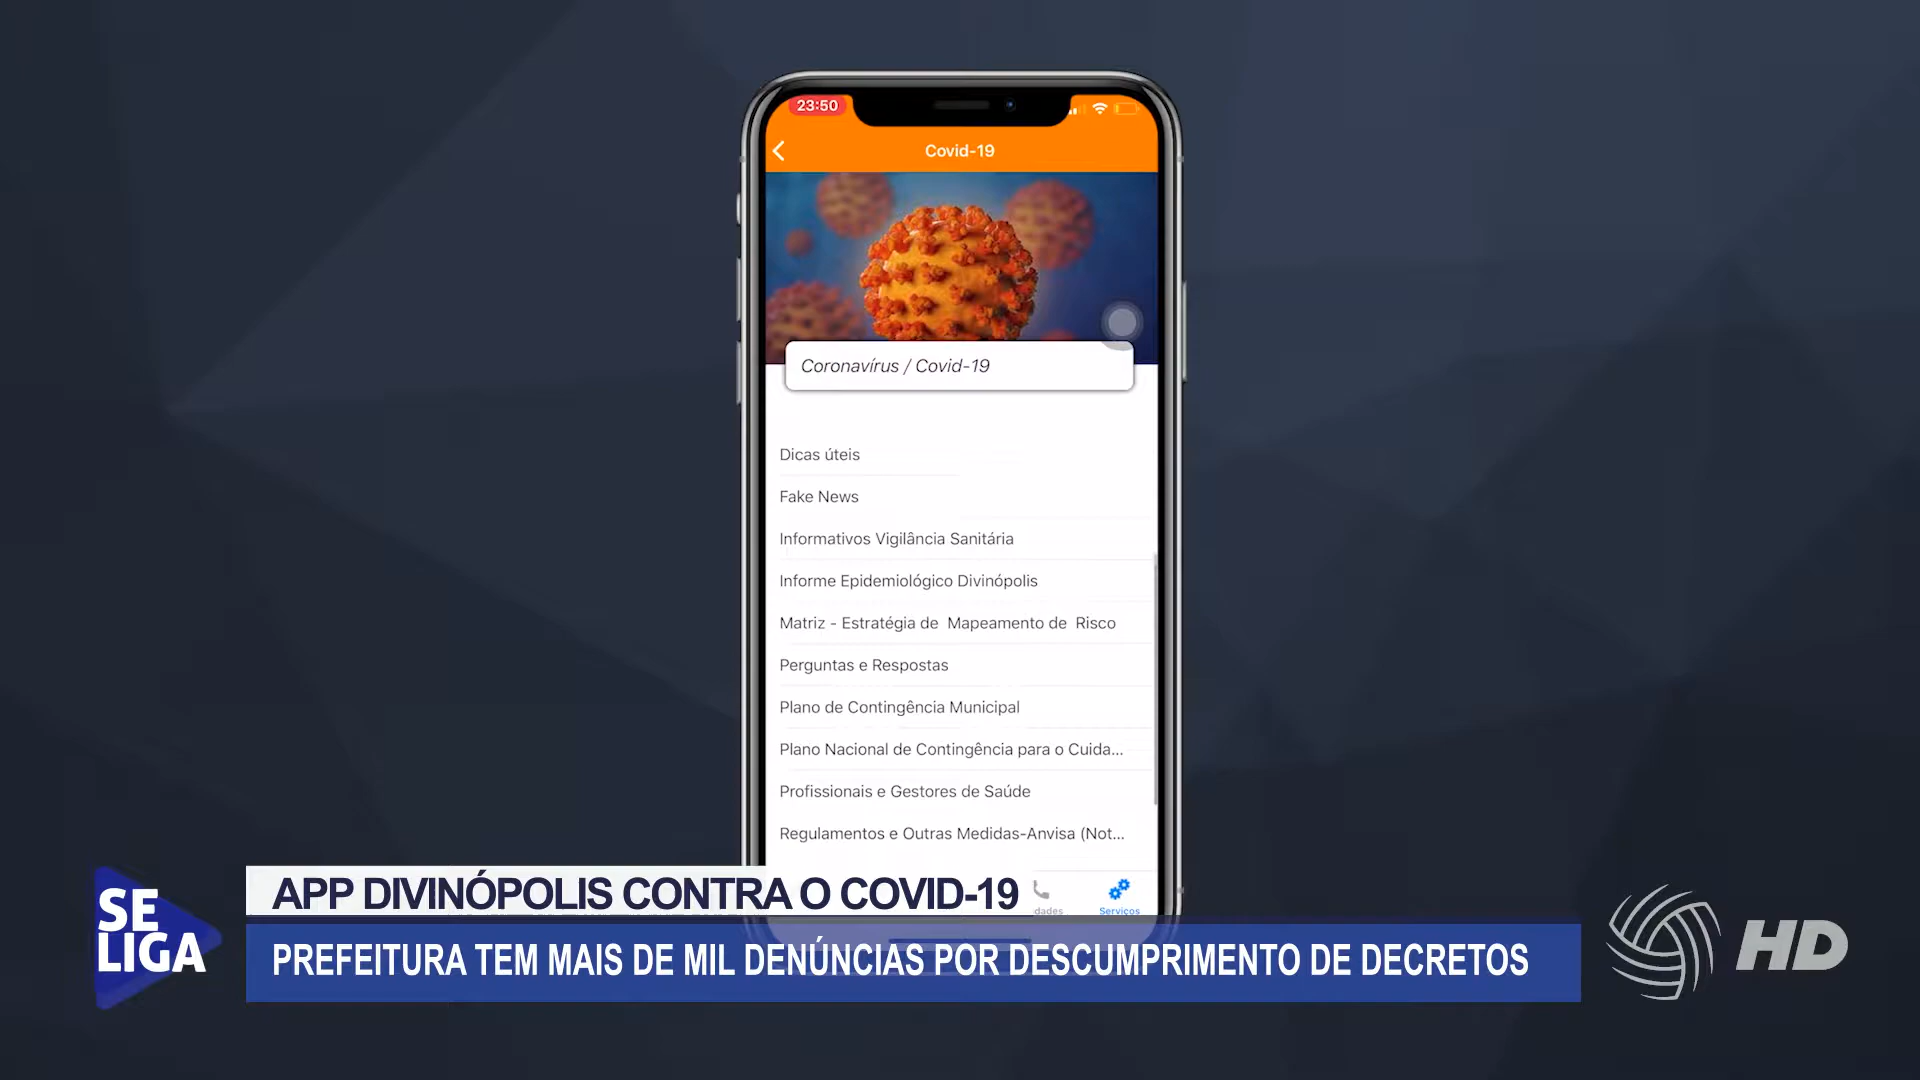 23:50
Covid-19
Coronavírus / Covid-19
Dicas úteis
Fake News
Informativos Vigilância Sanitária
Informe Epidemiológico Divinópolis
Matriz - Estratégia de Mapeamento de Risco
Perguntas e Respostas
Plano de Contingência Municipal
Plano Nacional de Contingência para o Cuida...
Profissionais e Gestores de Saúde
Regulamentos e Outras Medidas-Anvisa (Not...
dades
Serviços
SE
LIGA
APP DIVINÓPOLIS CONTRA O COVID-19
PREFEITURA TEM MAIS DE MIL DENÚNCIAS POR DESCUMPRIMENTO DE DECRETOS
HD